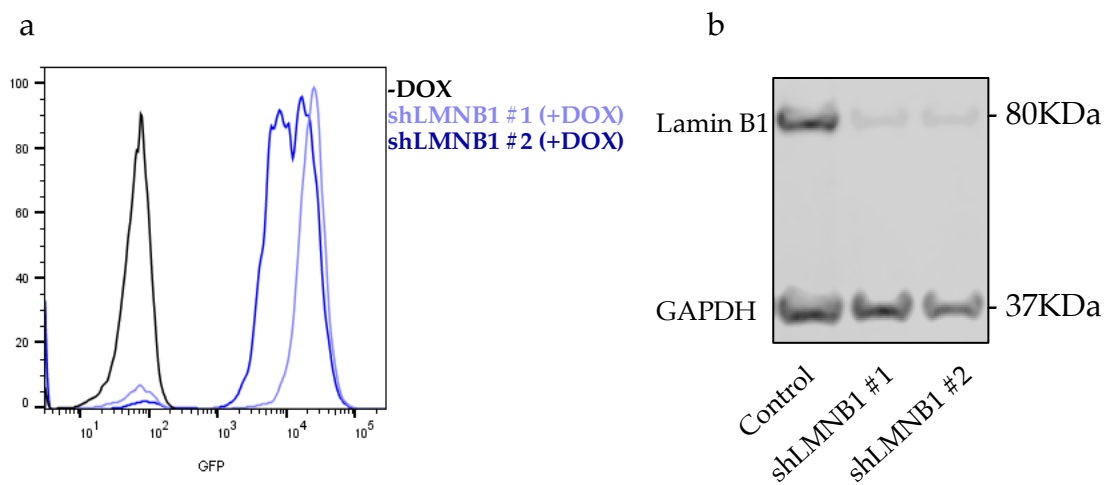 a
b
100
80
60
40
20
0
10¹ 10² 10³ 10⁴ 10⁵
GFP
-DOX
shLMNB1 #1 (+DOX)
shLMNB1 #2 (+DOX)
Lamin B1
80KDa
GAPDH
37KDa
Control
shLMNB1 #1
shLMNB1 #2